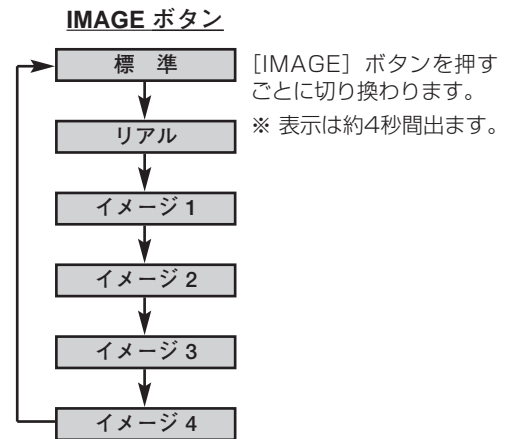 IMAGE ボタン
標　準
［IMAGE］ボタンを押す
ごとに切り換わります。
※ 表示は約4秒間出ます。
リアル
イメージ 1
イメージ 2
イメージ 3
イメージ 4